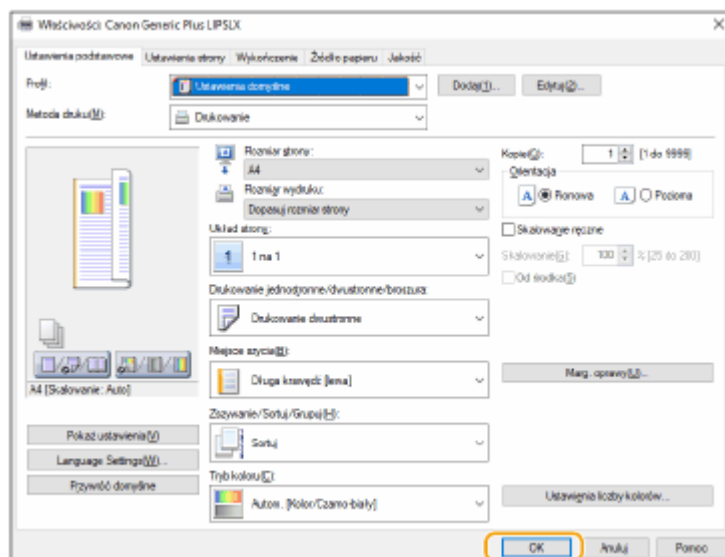 Właściwości: Canon Generic Plus LIPSLX
Ustawienia podstawowe Ustawienia strony Wykończenie Źródło papieru Jakość
Profil: Ustawienia domyślne Dodaj(1)... Edytuj(2)...
Metoda druku(M): Drukowanie
Rozmiar strony:
A4
Rozmiar wydruku:
Dopasuj rozmiar strony
Układ strony:
1 1 na 1
Drukowanie jednostronne/dwustronne/broszura:
Drukowanie dwustronne
Miejsce szycia(B):
Długa krawędź [lewa]
Zszywanie/Sortuj/Grupuj(H):
Sortuj
Tryb koloru(C):
Autom. [Kolor/Czarno-biały]
Kopie(Q): 1 [1 do 9999]
Orientacja
A Pionowa A Pozioma
Skalowanie ręczne
Skalowanie(G): 100 % [25 do 200]
Od środka(S)
Marg. oprawy(U)...
Ustawienia liczby kolorów...
A4 [Skalowanie: Auto]
Pokaż ustawienia(V)
Language Settings(W)...
Przywróć domyślne
OK Anuluj Pomoc